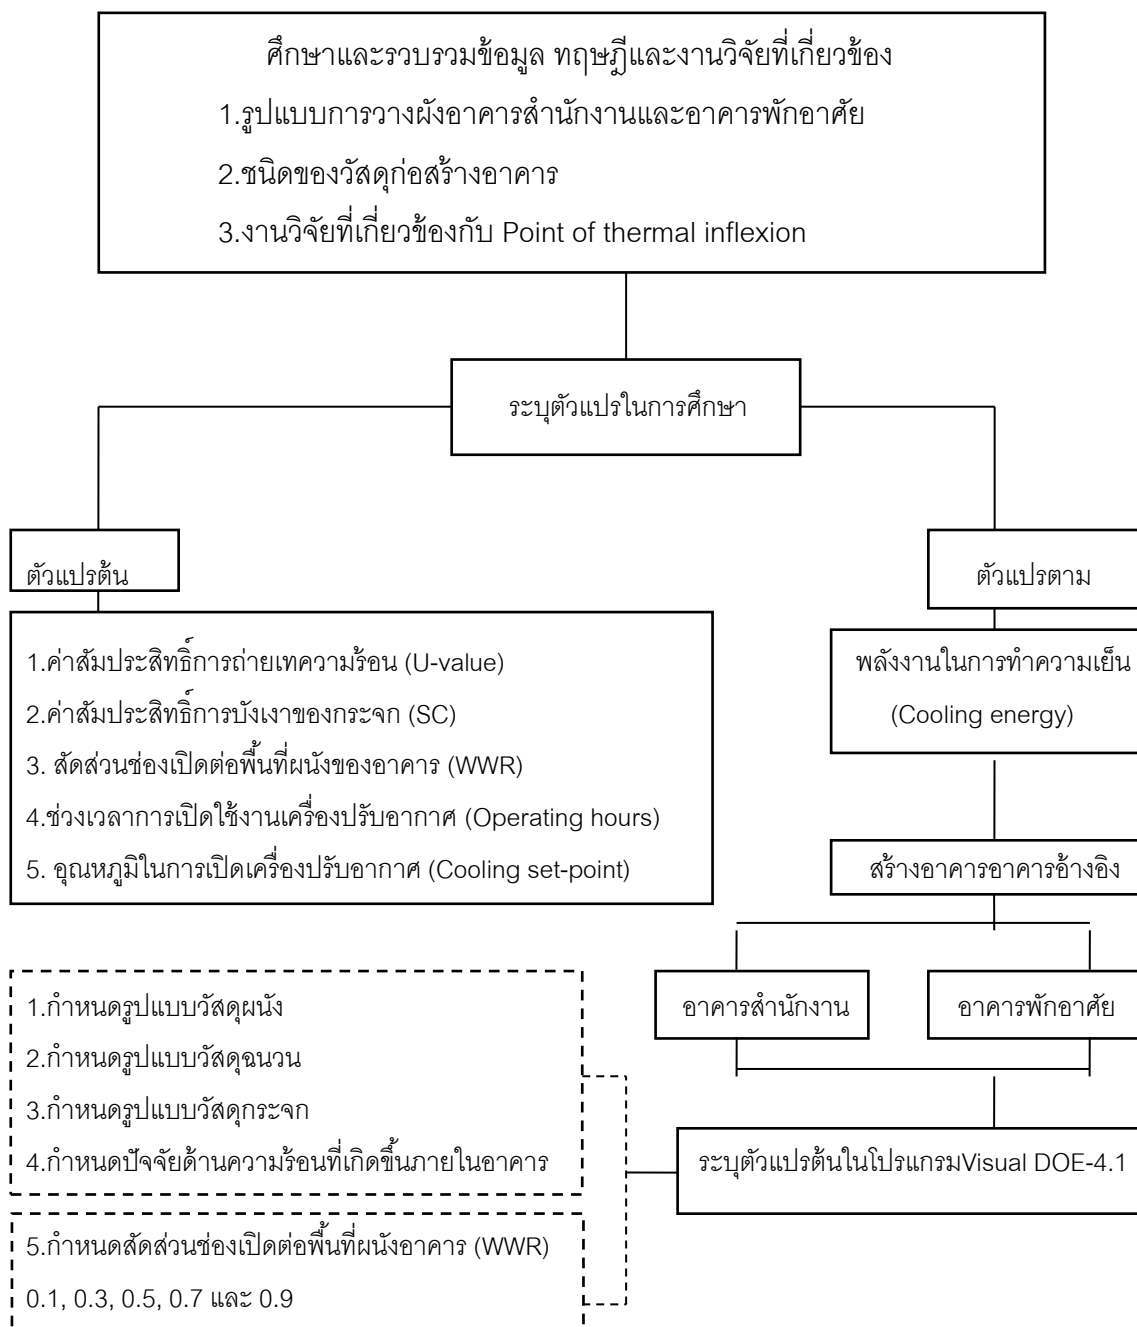 ศึกษาและรวบรวมข้อมูล ทฤษฎีและงานวิจัยที่เกี่ยวข้อง
1.รูปแบบการวางผังอาคารสำนักงานและอาคารพักอาศัย
2.ชนิดของวัสดุก่อสร้างอาคาร
3.งานวิจัยที่เกี่ยวข้องกับ Point of thermal inflexion
ระบุตัวแปรในการศึกษา
ตัวแปรต้น
ตัวแปรตาม
1.ค่าสัมประสิทธิ์การถ่ายเทความร้อน (U-value)
2.ค่าสัมประสิทธิ์การบังเงาของกระจก (SC)
3. สัดส่วนช่องเปิดต่อพื้นที่ผนังของอาคาร (WWR)
4.ช่วงเวลาการเปิดใช้งานเครื่องปรับอากาศ (Operating hours)
5. อุณหภูมิในการเปิดเครื่องปรับอากาศ (Cooling set-point)
พลังงานในการทำความเย็น
(Cooling energy)
สร้างอาคารอาคารอ้างอิง
อาคารสำนักงาน
อาคารพักอาศัย
1.กำหนดรูปแบบวัสดุผนัง
2.กำหนดรูปแบบวัสดุฉนวน
3.กำหนดรูปแบบวัสดุกระจก
4.กำหนดปัจจัยด้านความร้อนที่เกิดขึ้นภายในอาคาร
ระบุตัวแปรต้นในโปรแกรมVisual DOE-4.1
5.กำหนดสัดส่วนช่องเปิดต่อพื้นที่ผนังอาคาร (WWR)
0.1, 0.3, 0.5, 0.7 และ 0.9